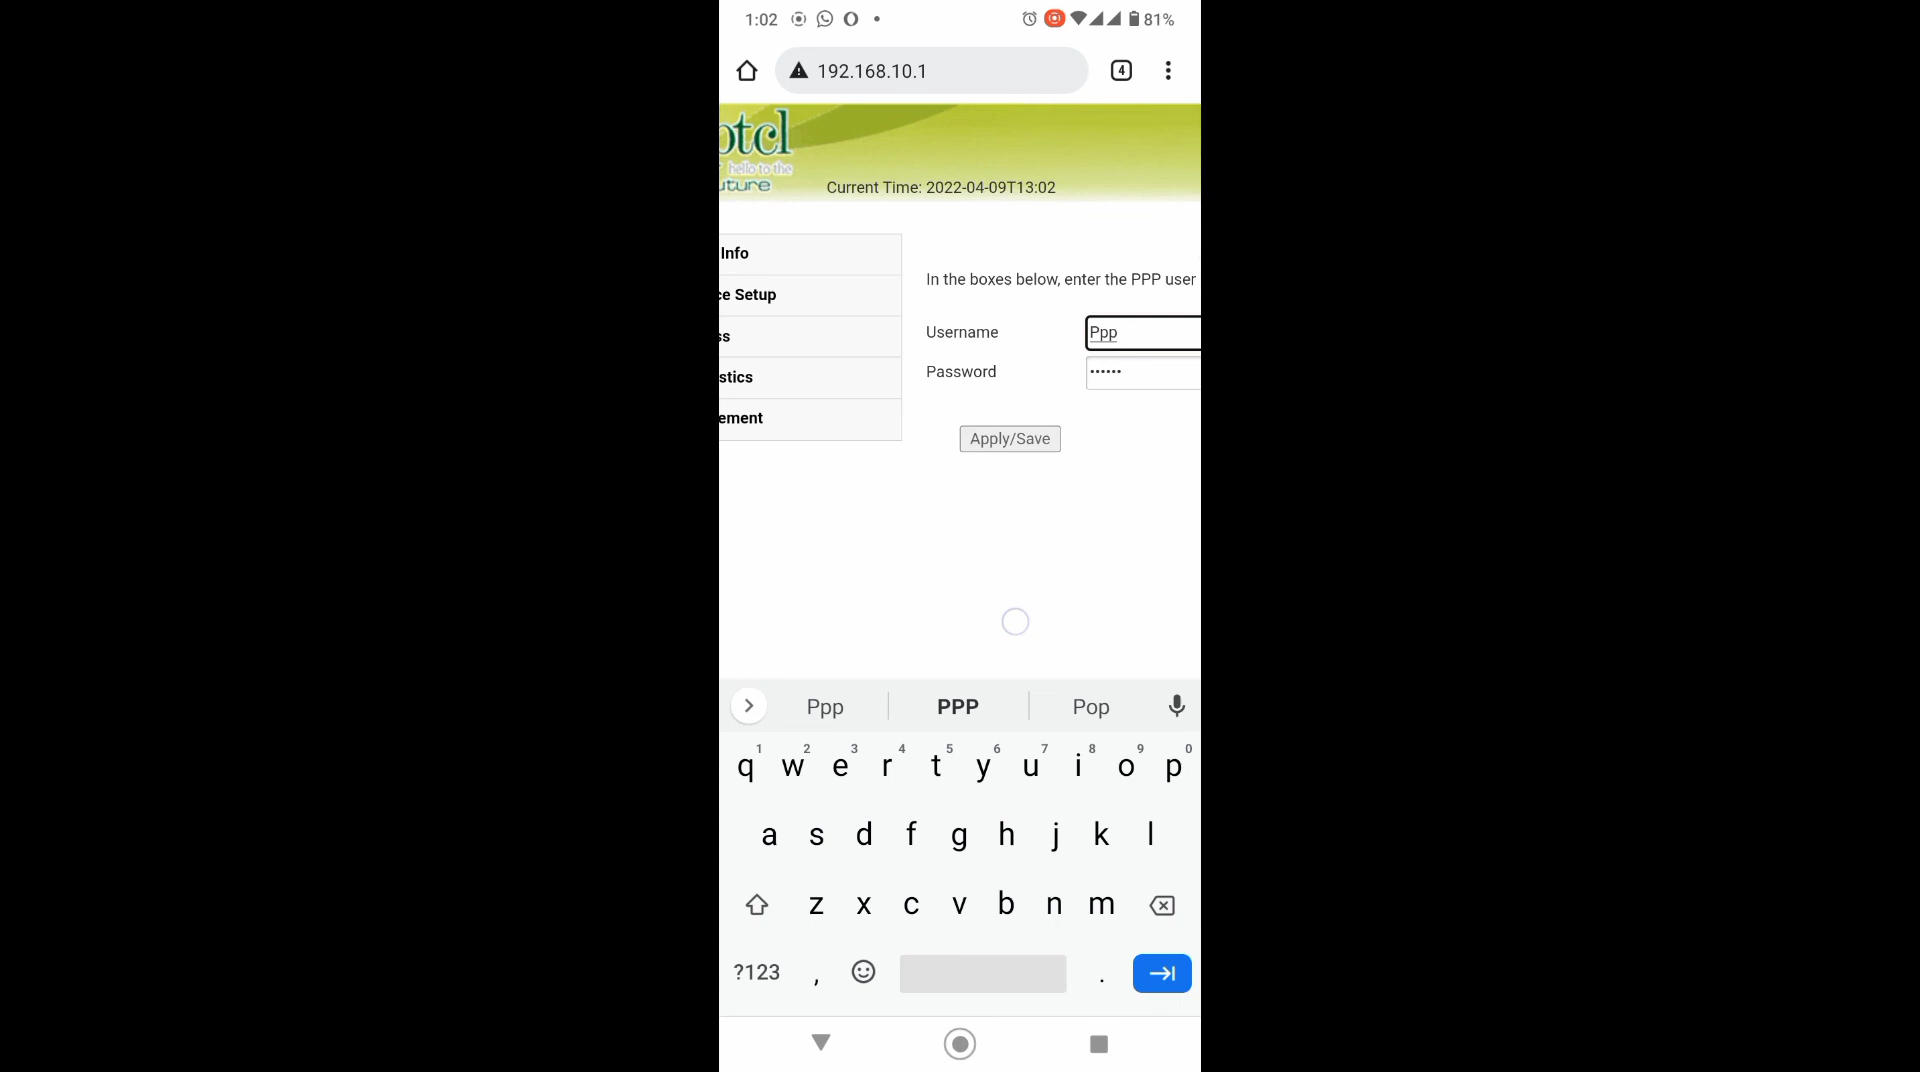 1:02 81%
192.168.10.1 4
ptcl
hello to the
uture
Current Time: 2022-04-09T13:02
Info
ce Setup
ss
stics
ement
In the boxes below, enter the PPP user
Username Ppp
Password ••••••
Apply/Save
Ppp PPP Pop
1 2 3 4 5 6 7 8 9 0
q w e r t y u i o p
a s d f g h j k l
z x c v b n m
?123 , .